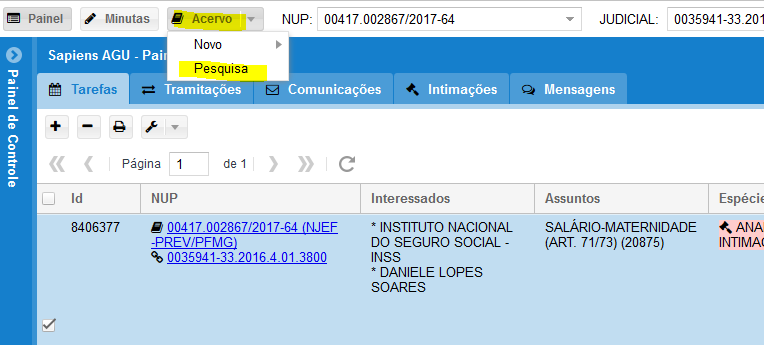 Painel Minutas Acervo NUP: 00417.002867/2017-64 JUDICIAL: 0035941-33.201
Novo
Pesquisa
Painel de Controle
Sapiens AGU - Pain
Tarefas Tramitações Comunicações Intimações Mensagens
Página 1 de 1
Id NUP Interessados Assuntos Espécie
8406377 00417.002867/2017-64 (NJEF * INSTITUTO NACIONAL SALÁRIO-MATERNIDADE ANA
-PREV/PFMG) DO SEGURO SOCIAL - (ART. 71/73) (20875) INTIMAÇ
0035941-33.2016.4.01.3800 INSS
* DANIELE LOPES
SOARES